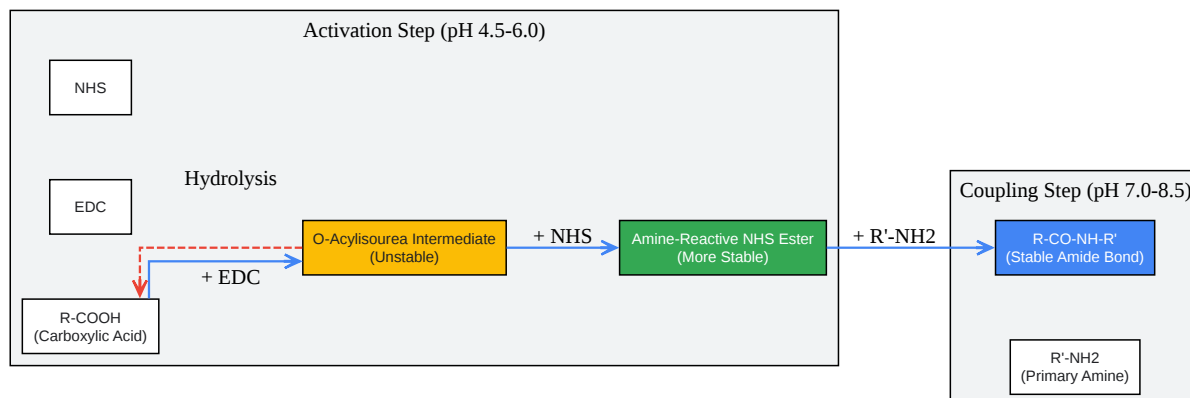 Activation Step (pH 4.5-6.0)
NHS
Hydrolysis
EDC
Coupling Step (pH 7.0-8.5)
O-Acylisourea Intermediate
(Unstable)
+ NHS
Amine-Reactive NHS Ester
(More Stable)
+ R'-NH2
R-CO-NH-R'
(Stable Amide Bond)
+ EDC
R-COOH
(Carboxylic Acid)
R'-NH2
(Primary Amine)